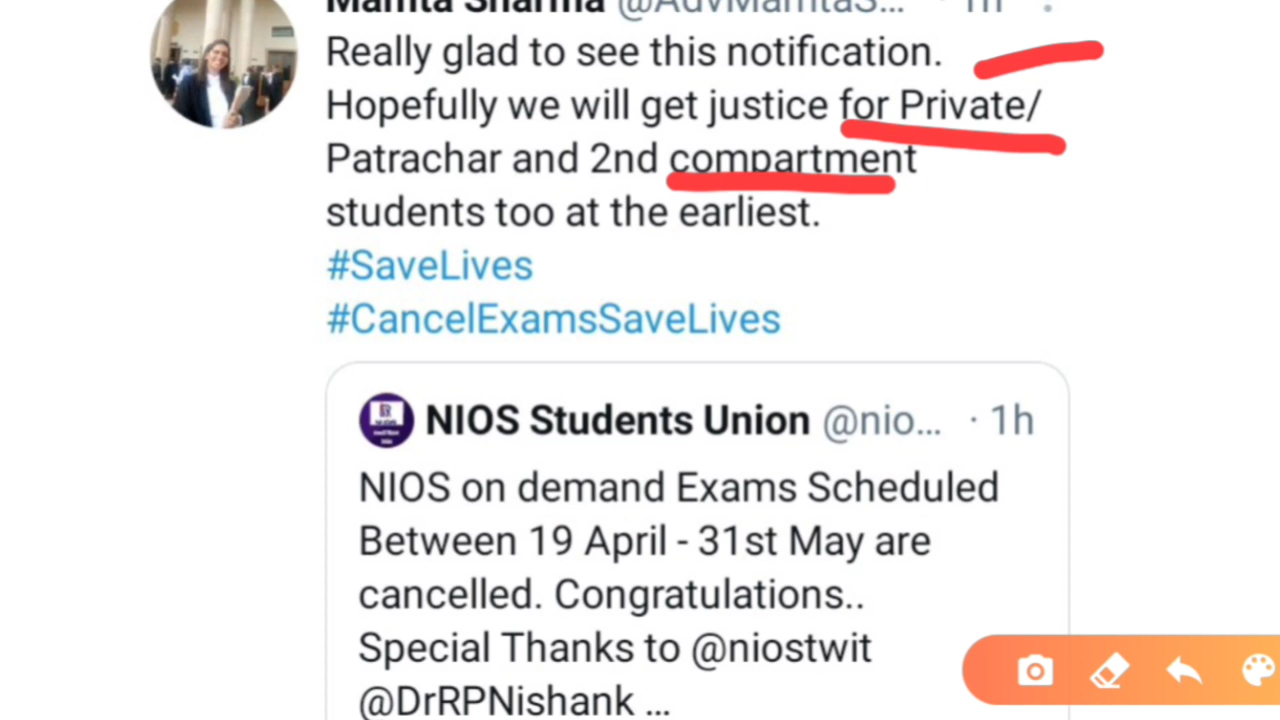 Mamta Sharma @AdvMamtaS... · 1h
Really glad to see this notification.
Hopefully we will get justice for Private/
Patrachar and 2nd compartment
students too at the earliest.
#SaveLives
#CancelExamsSaveLives
NIOS Students Union @nio... · 1h
NIOS on demand Exams Scheduled
Between 19 April - 31st May are
cancelled. Congratulations..
Special Thanks to @niostwit
@DrRPNishank ...